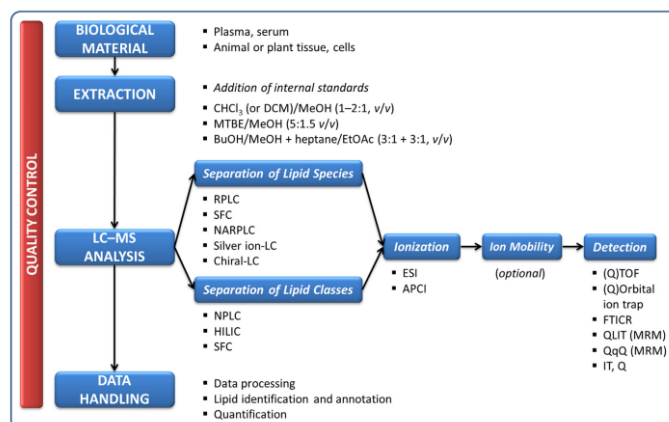 QUALITY CONTROL
BIOLOGICAL
MATERIAL
▪ Plasma, serum
▪ Animal or plant tissue, cells
EXTRACTION
▪ Addition of internal standards
▪ CHCl₃ (or DCM)/MeOH (1–2:1, v/v)
▪ MTBE/MeOH (5:1.5 v/v)
▪ BuOH/MeOH + heptane/EtOAc (3:1 + 3:1, v/v)
LC–MS
ANALYSIS
Separation of Lipid Species
▪ RPLC
▪ SFC
▪ NARPLC
▪ Silver ion-LC
▪ Chiral-LC
Separation of Lipid Classes
▪ NPLC
▪ HILIC
▪ SFC
Ionization
▪ ESI
▪ APCI
Ion Mobility
(optional)
Detection
▪ (Q)TOF
▪ (Q)Orbital
ion trap
▪ FTICR
▪ QLIT (MRM)
▪ QqQ (MRM)
▪ IT, Q
DATA
HANDLING
▪ Data processing
▪ Lipid identification and annotation
▪ Quantification